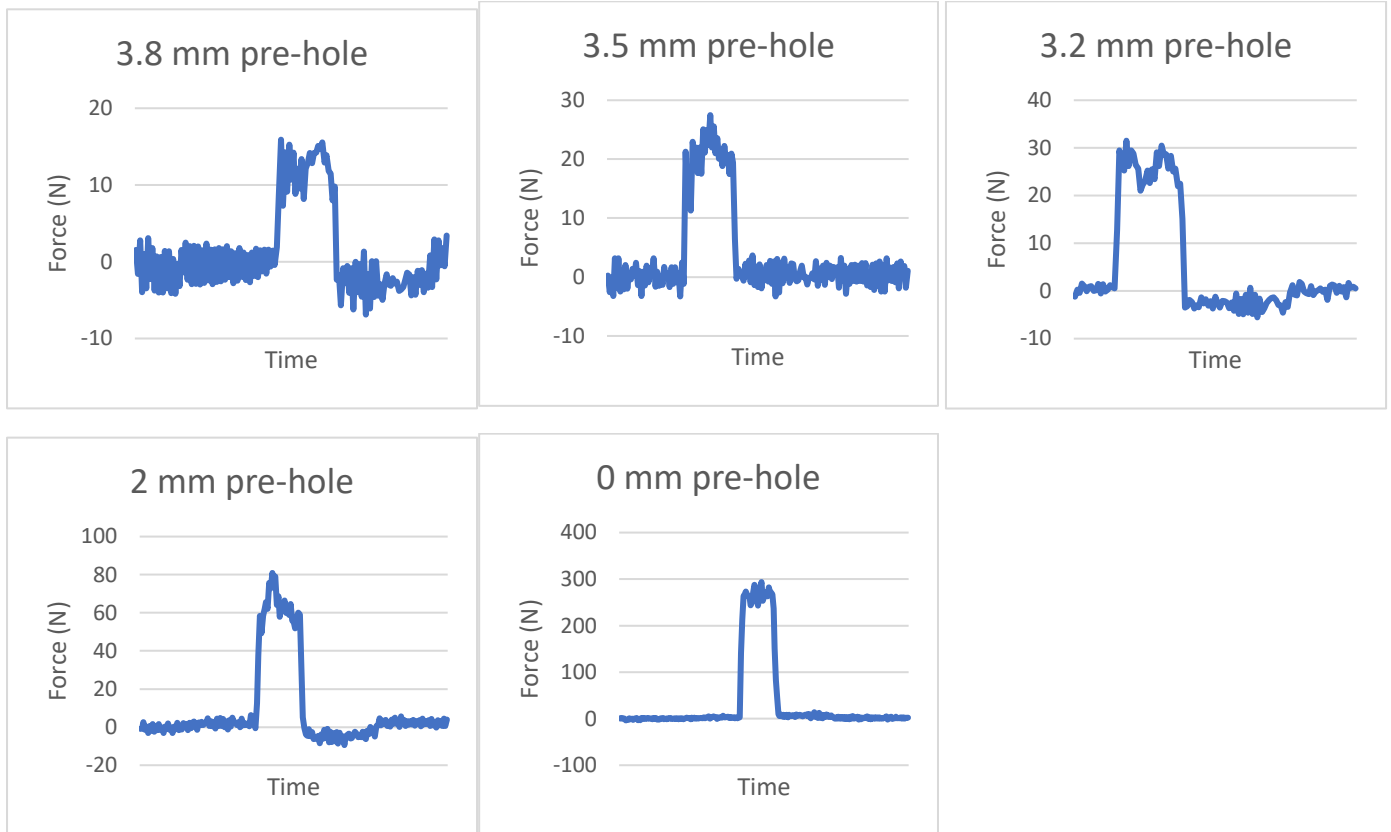 3.8 mm pre-hole
20
10
0
-10
Force (N)
Time
3.5 mm pre-hole
30
20
10
0
-10
Force (N)
Time
3.2 mm pre-hole
40
30
20
10
0
-10
Force (N)
Time
2 mm pre-hole
100
80
60
40
20
0
-20
Force (N)
Time
0 mm pre-hole
400
300
200
100
0
-100
Force (N)
Time